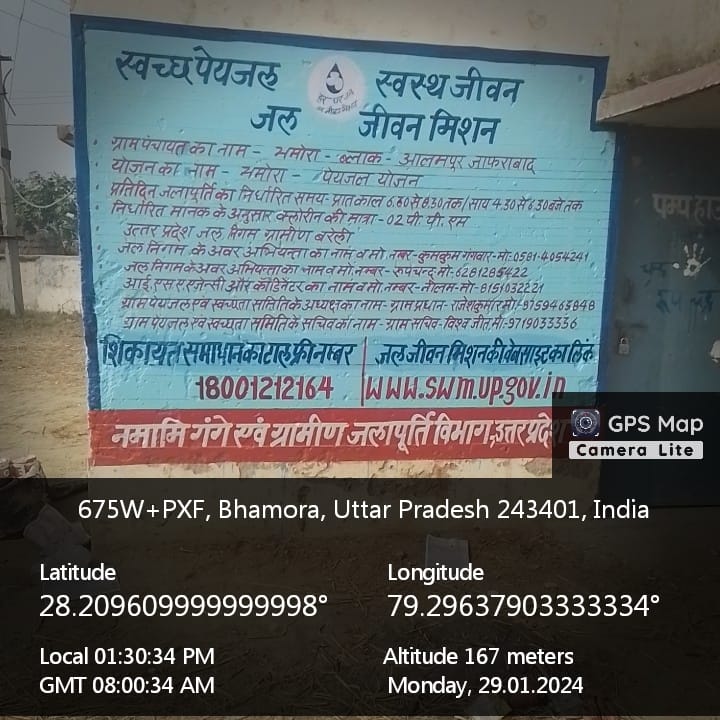 स्वच्छ पेयजल स्वस्थ जीवन
हर घर जल
जल जीवन मिशन
ग्राम पंचायत का नाम - भमोरा - ब्लाक - आलमपुर जाफराबाद
योजन का नाम - भमोरा - पेयजल योजन
प्रतिदिन जलापूर्ति का निर्धारित समय- प्रातकाल 6.30 से 8.30 तक / साय 4.30 से 6.30 बजे तक
निर्धारित मानक के अनुसार क्लोरीन की मात्रा - 02 पी. पी. एम
उत्तर प्रदेश जल निगम ग्रामीण बरेली
जल निगम के अवर अभियन्ता का नाम व मो. नम्बर - कुमकुम गंगवार - मो: 0581-4054241
जल निगम के अवर अभियन्ता का नाम व मो. नम्बर - रुपचन्द्र मो: 6281285422
आई एस ए एजेन्सी और कोर्डिनेटर का नाम व मो. नम्बर - नीलम - मो- 8151032221
ग्राम पेयजल एवं स्वच्छता समिति के अध्यक्ष का नाम - ग्राम प्रधान - राजेश कुमार मो- 9759465848
ग्राम पेयजल एवं स्वच्छता समिति के सचिव का नाम - ग्राम सचिव - विश्वजीत मो- 9719033336
शिकायत समाधान का टाल फ्री नम्बर जल जीवन मिशन की वेबसाइट का लिंक
18001212164 www.swm.up.gov.in
नमामि गंगे एवं ग्रामीण जलापूर्ति विभाग, उत्तर प्रदेश
पम्प हा
GPS Map
Camera Lite
675W+PXF, Bhamora, Uttar Pradesh 243401, India
Latitude Longitude
28.209609999999998° 79.29637903333334°
Local 01:30:34 PM Altitude 167 meters
GMT 08:00:34 AM Monday, 29.01.2024